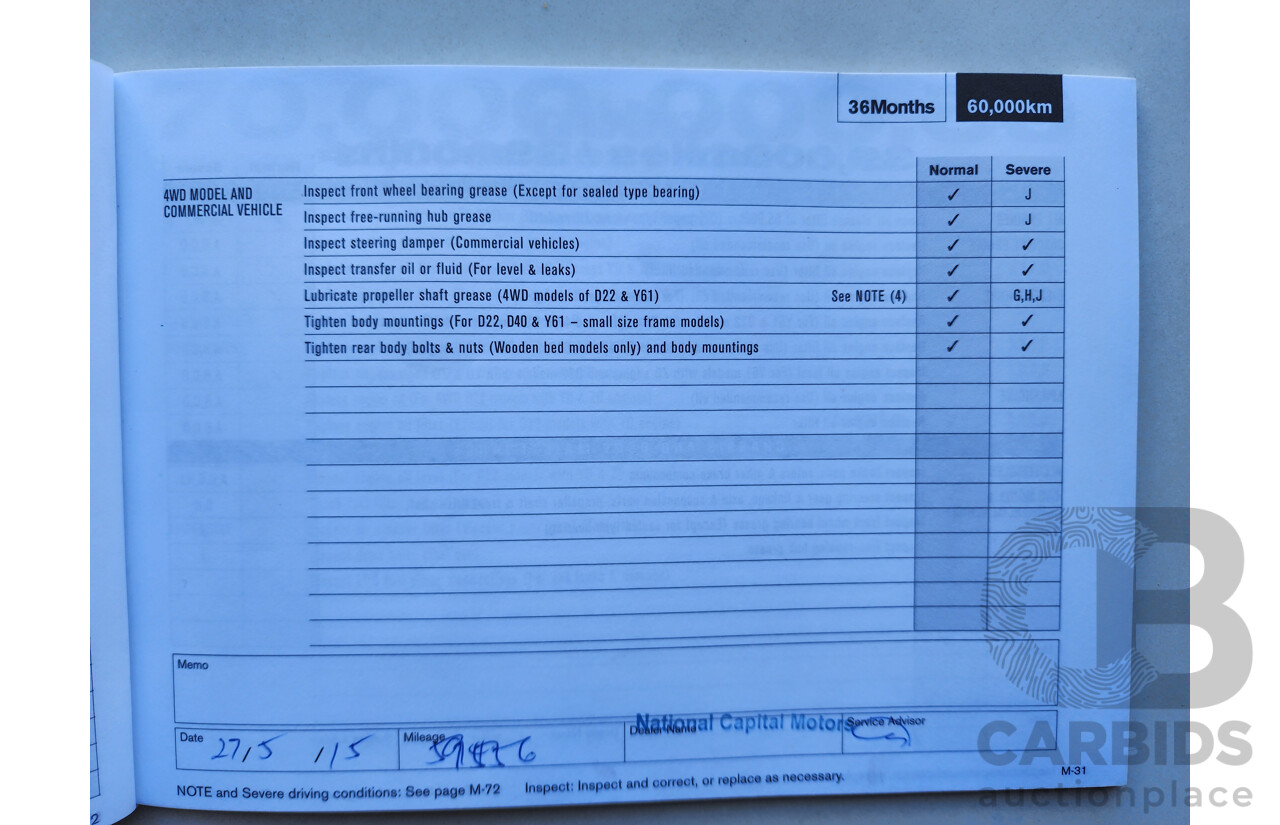 36Months 60,000km
Normal Severe
4WD MODEL AND Inspect front wheel bearing grease (Except for sealed type bearing) ✓ J
COMMERCIAL VEHICLE Inspect free-running hub grease ✓ J
Inspect steering damper (Commercial vehicles) ✓ ✓
Inspect transfer oil or fluid (For level & leaks) ✓ ✓
Lubricate propeller shaft grease (4WD models of D22 & Y61) See NOTE (4) ✓ G,H,J
Tighten body mountings (For D22, D40 & Y61 – small size frame models) ✓ ✓
Tighten rear body bolts & nuts (Wooden bed models only) and body mountings ✓ ✓
Memo
National Capital Motors
Date 27/5/15 Mileage Dealer Name Service Advisor
NOTE and Severe driving conditions: See page M-72 Inspect: Inspect and correct, or replace as necessary.
M-31
2
CB
CARBIDS
auctionplace